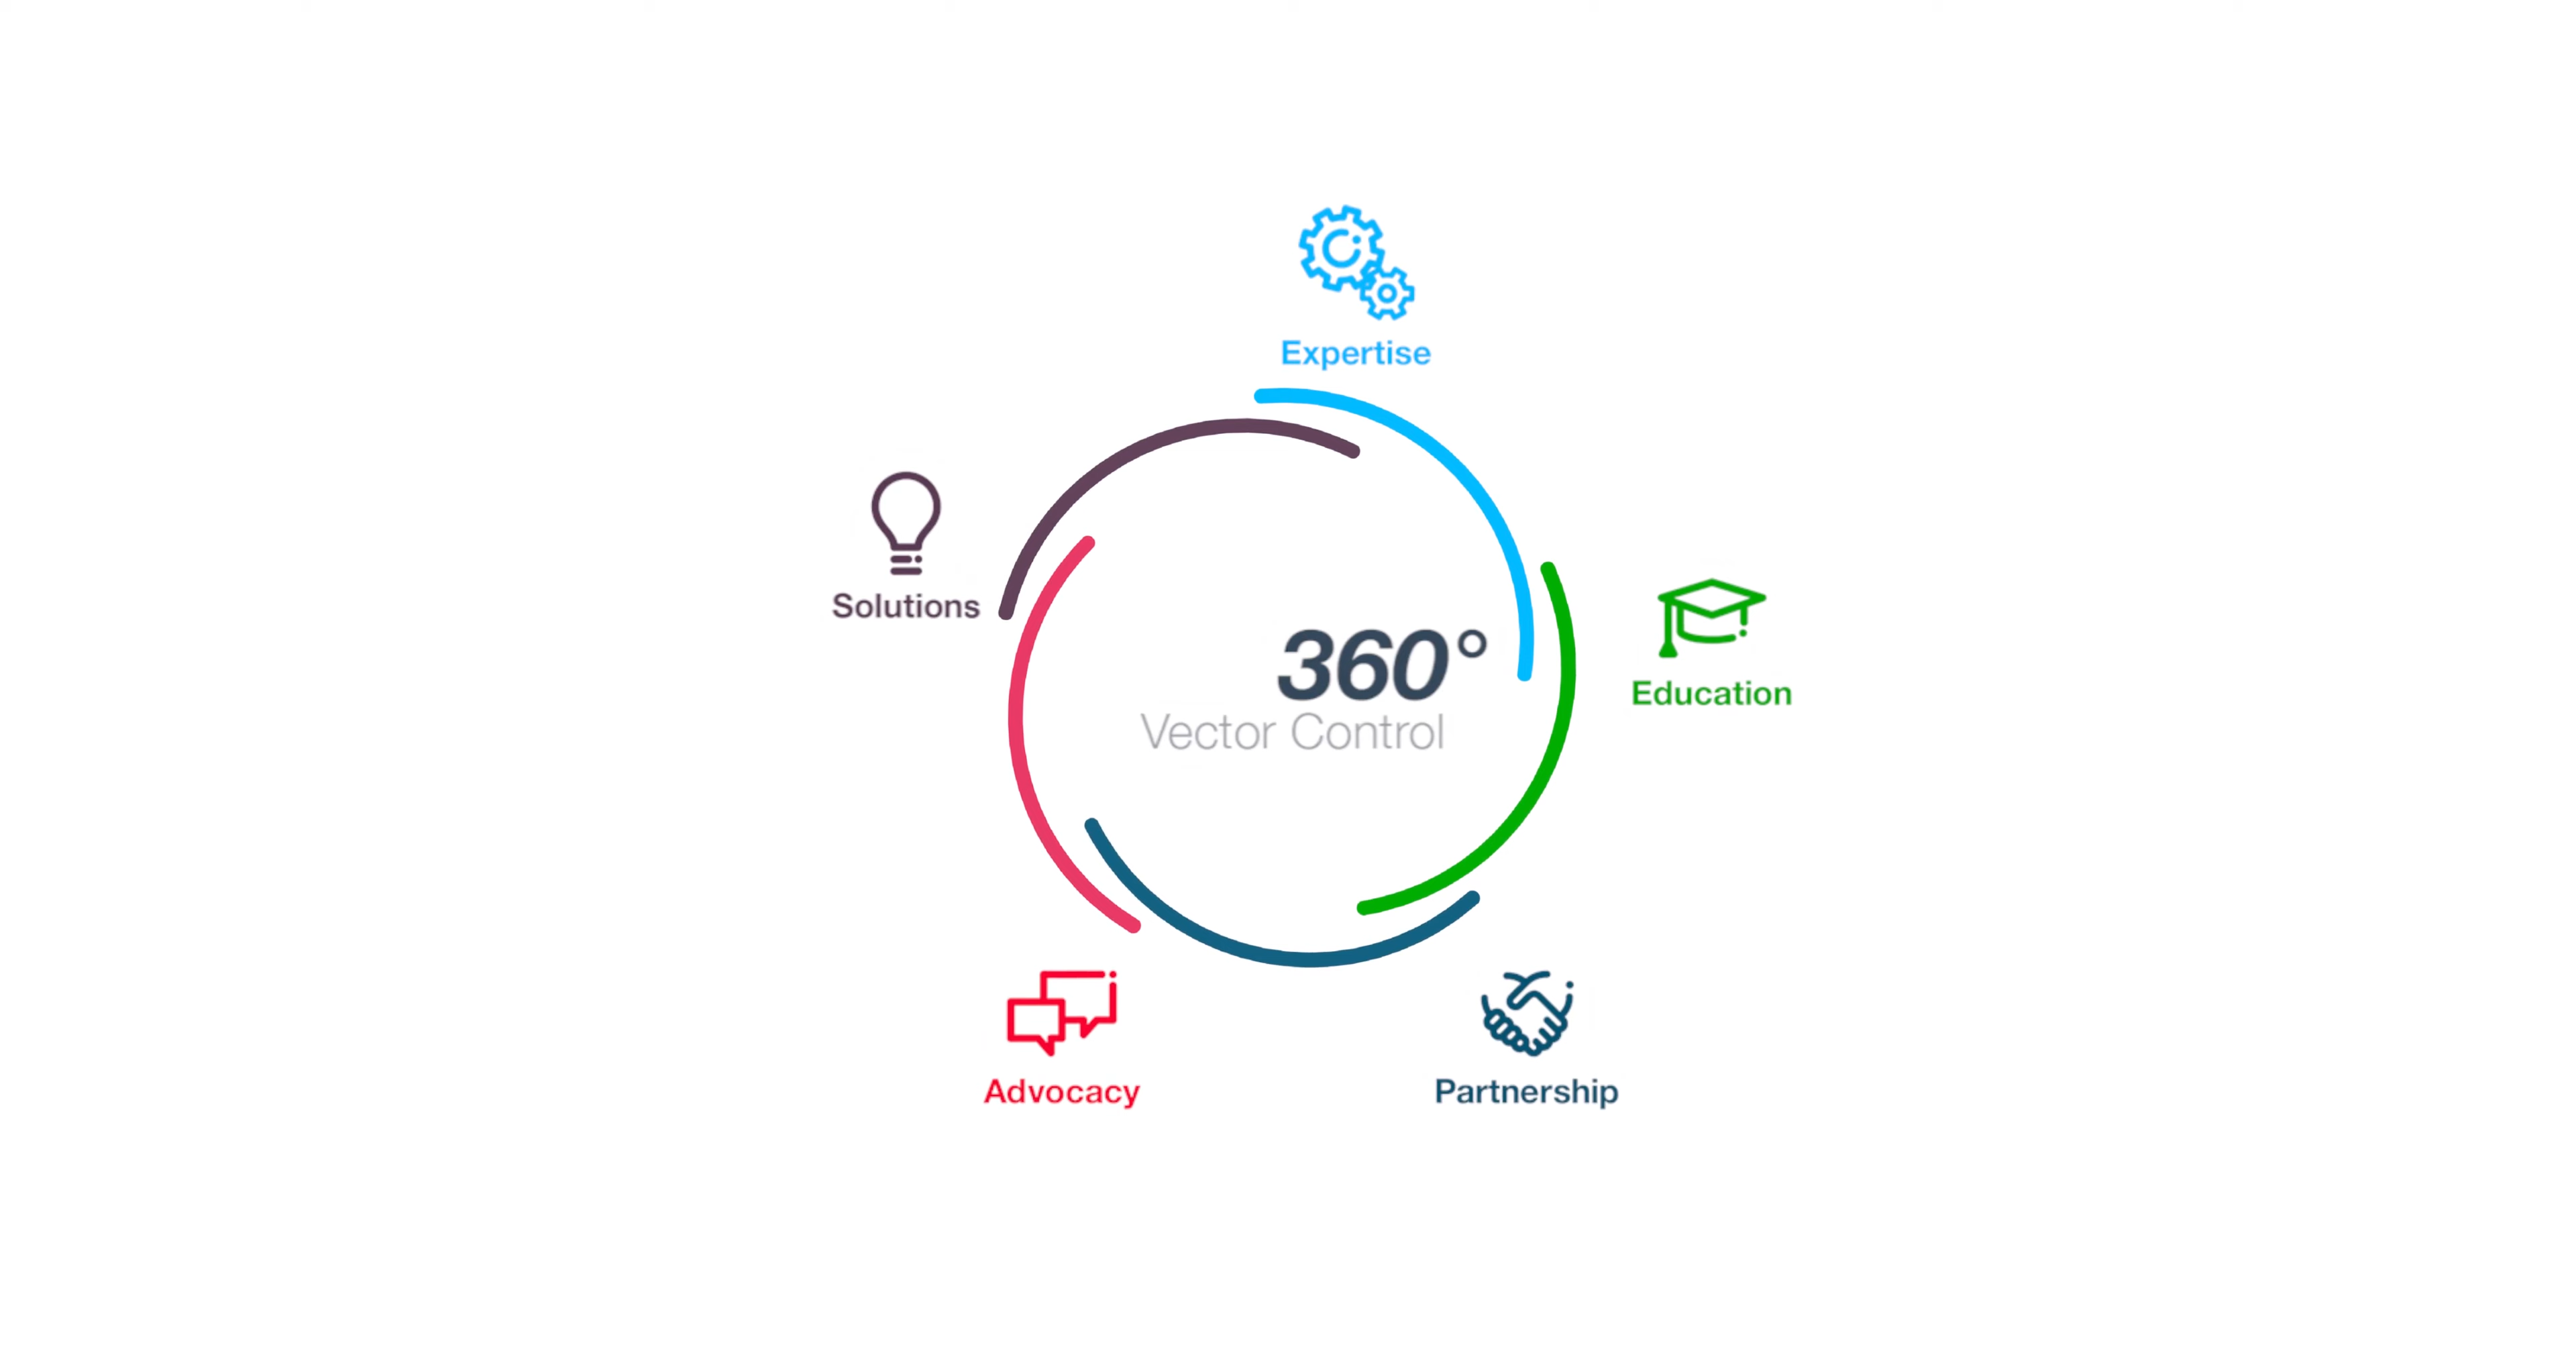 Expertise
Solutions
360°
Vector Control
Education
Advocacy
Partnership